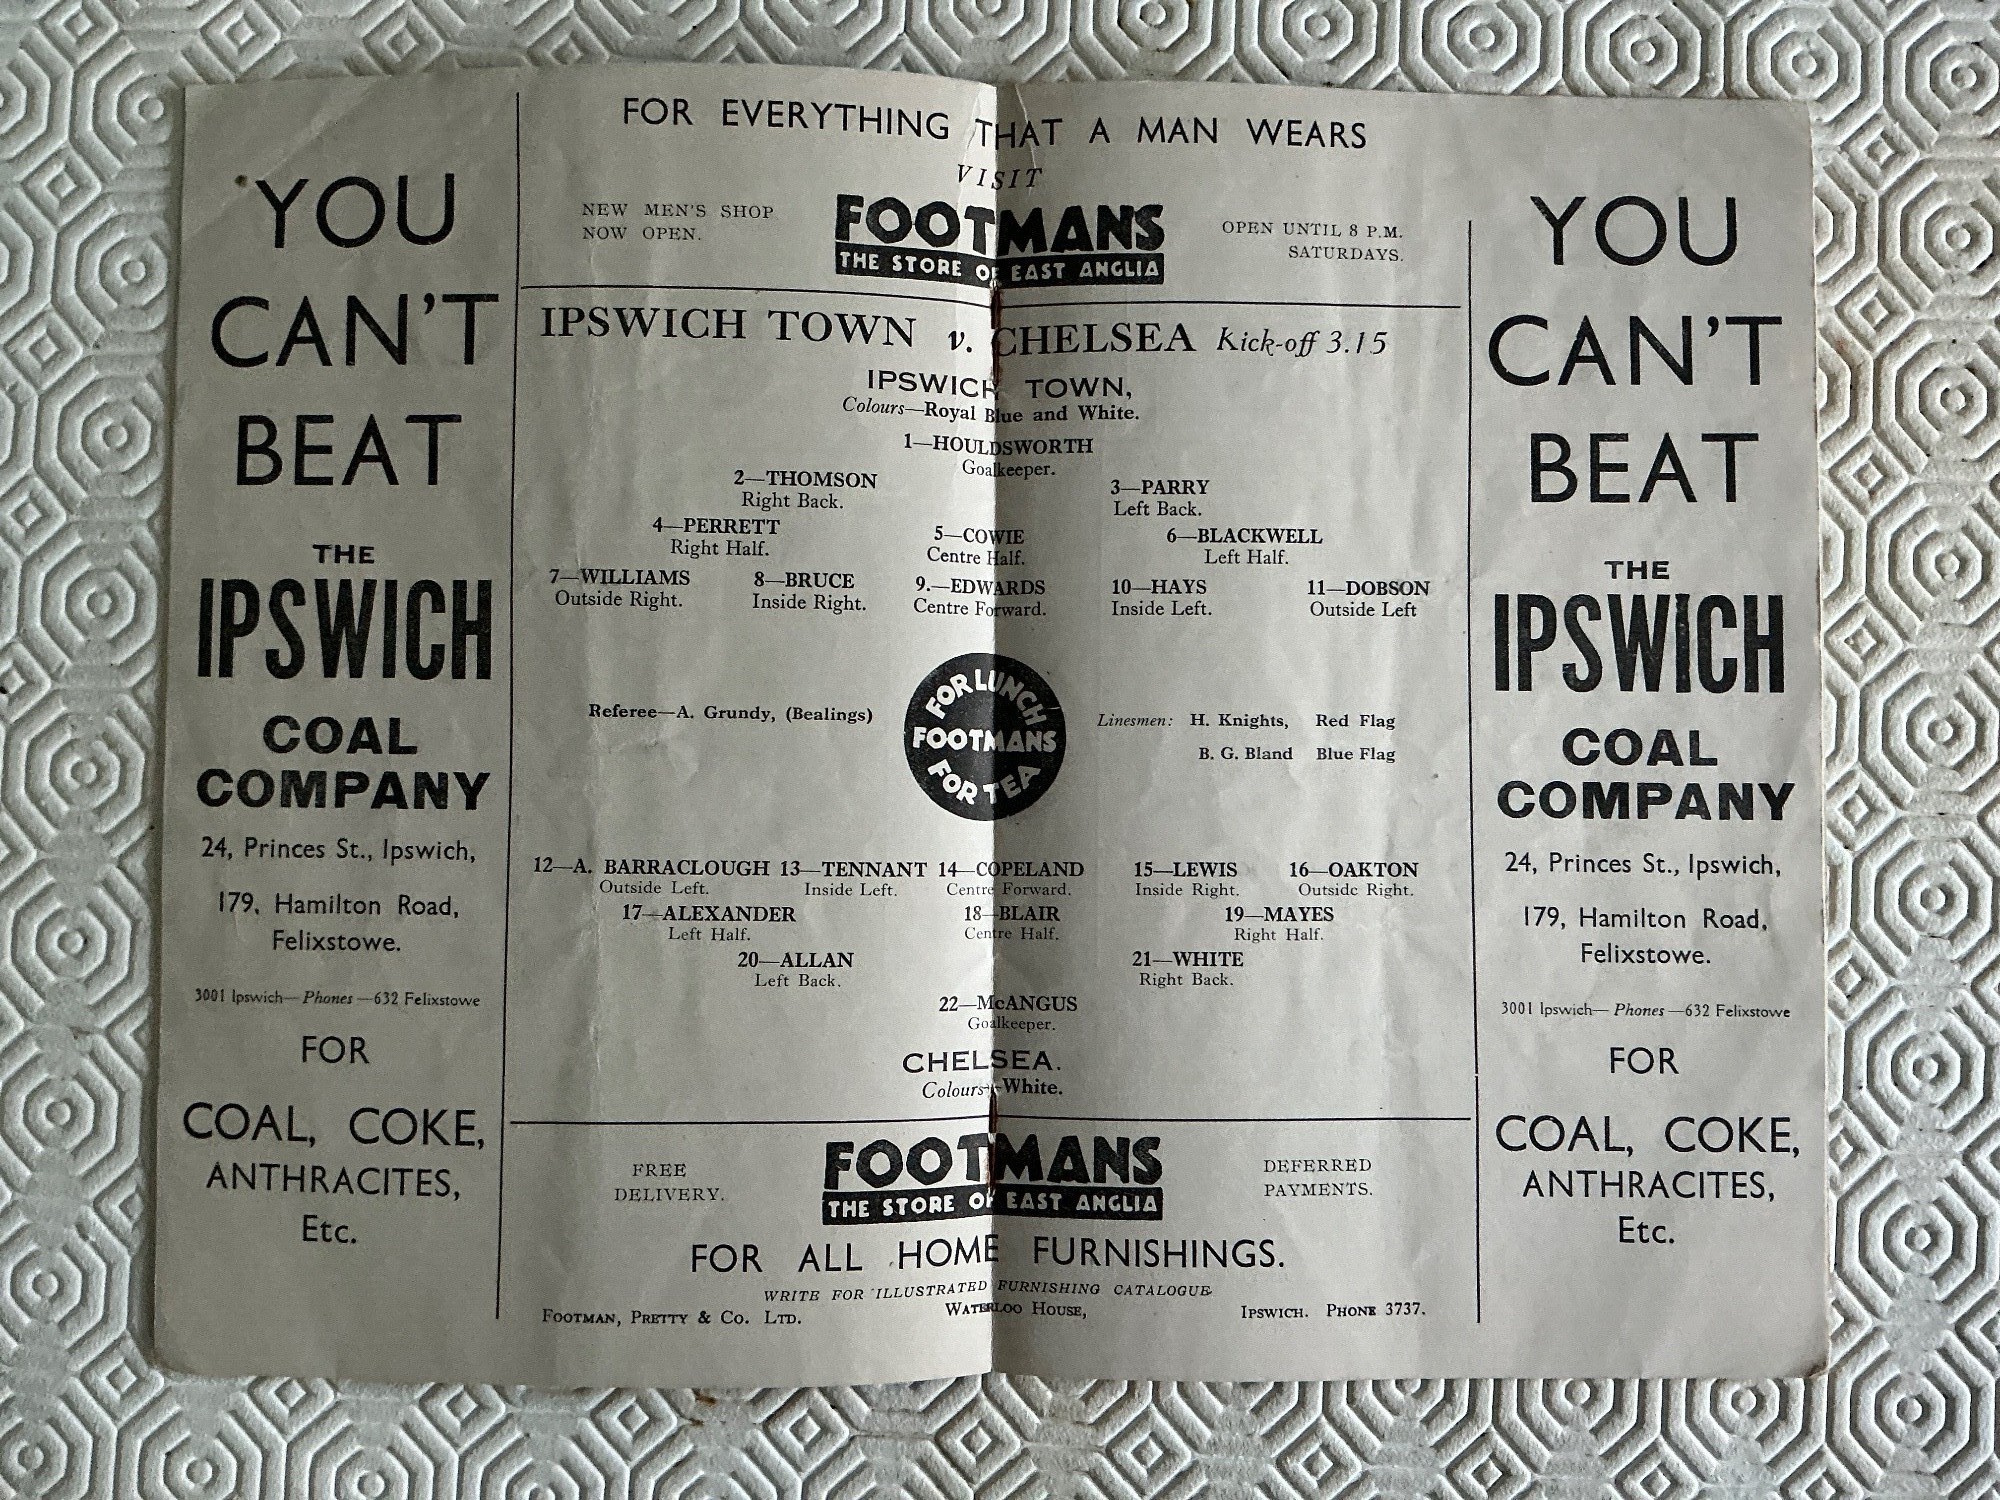 YOU
CAN'T
BEAT
THE
IPSWICH
COAL
COMPANY
24, Princes St., Ipswich,
179, Hamilton Road,
Felixstowe.
3001 Ipswich—Phones—632 Felixstowe
FOR
COAL, COKE,
ANTHRACITES,
Etc.
FOR EVERYTHING THAT A MAN WEARS
VISIT
NEW MEN'S SHOP
NOW OPEN.
FOOTMANS
THE STORE OF EAST ANGLIA
OPEN UNTIL 8 P.M.
SATURDAYS.
IPSWICH TOWN v. CHELSEA Kick-off 3.15
IPSWICH TOWN,
Colours—Royal Blue and White.
1—HOULDSWORTH
Goalkeeper.
2—THOMSON 3—PARRY
Right Back. Left Back.
4—PERRETT 5—COWIE 6—BLACKWELL
Right Half. Centre Half. Left Half.
7—WILLIAMS 8—BRUCE 9.—EDWARDS 10—HAYS 11—DOBSON
Outside Right. Inside Right. Centre Forward. Inside Left. Outside Left
Referee—A. Grundy, (Bealings)
FOR LUNCH
FOOTMANS
FOR TEA
Linesmen: H. Knights, Red Flag
B. G. Bland Blue Flag
12—A. BARRACLOUGH 13—TENNANT 14—COPELAND 15—LEWIS 16—OAKTON
Outside Left. Inside Left. Centre Forward. Inside Right. Outside Right.
17—ALEXANDER 18—BLAIR 19—MAYES
Left Half. Centre Half. Right Half.
20—ALLAN 21—WHITE
Left Back. Right Back.
22—McANGUS
Goalkeeper.
CHELSEA.
Colours—White.
FREE
DELIVERY.
FOOTMANS
THE STORE OF EAST ANGLIA
DEFERRED
PAYMENTS.
FOR ALL HOME FURNISHINGS.
WRITE FOR ILLUSTRATED FURNISHING CATALOGUE
FOOTMAN, PRETTY & CO. LTD. WATERLOO HOUSE, IPSWICH. PHONE 3737.
YOU
CAN'T
BEAT
THE
IPSWICH
COAL
COMPANY
24, Princes St., Ipswich,
179, Hamilton Road,
Felixstowe.
3001 Ipswich—Phones—632 Felixstowe
FOR
COAL, COKE,
ANTHRACITES,
Etc.